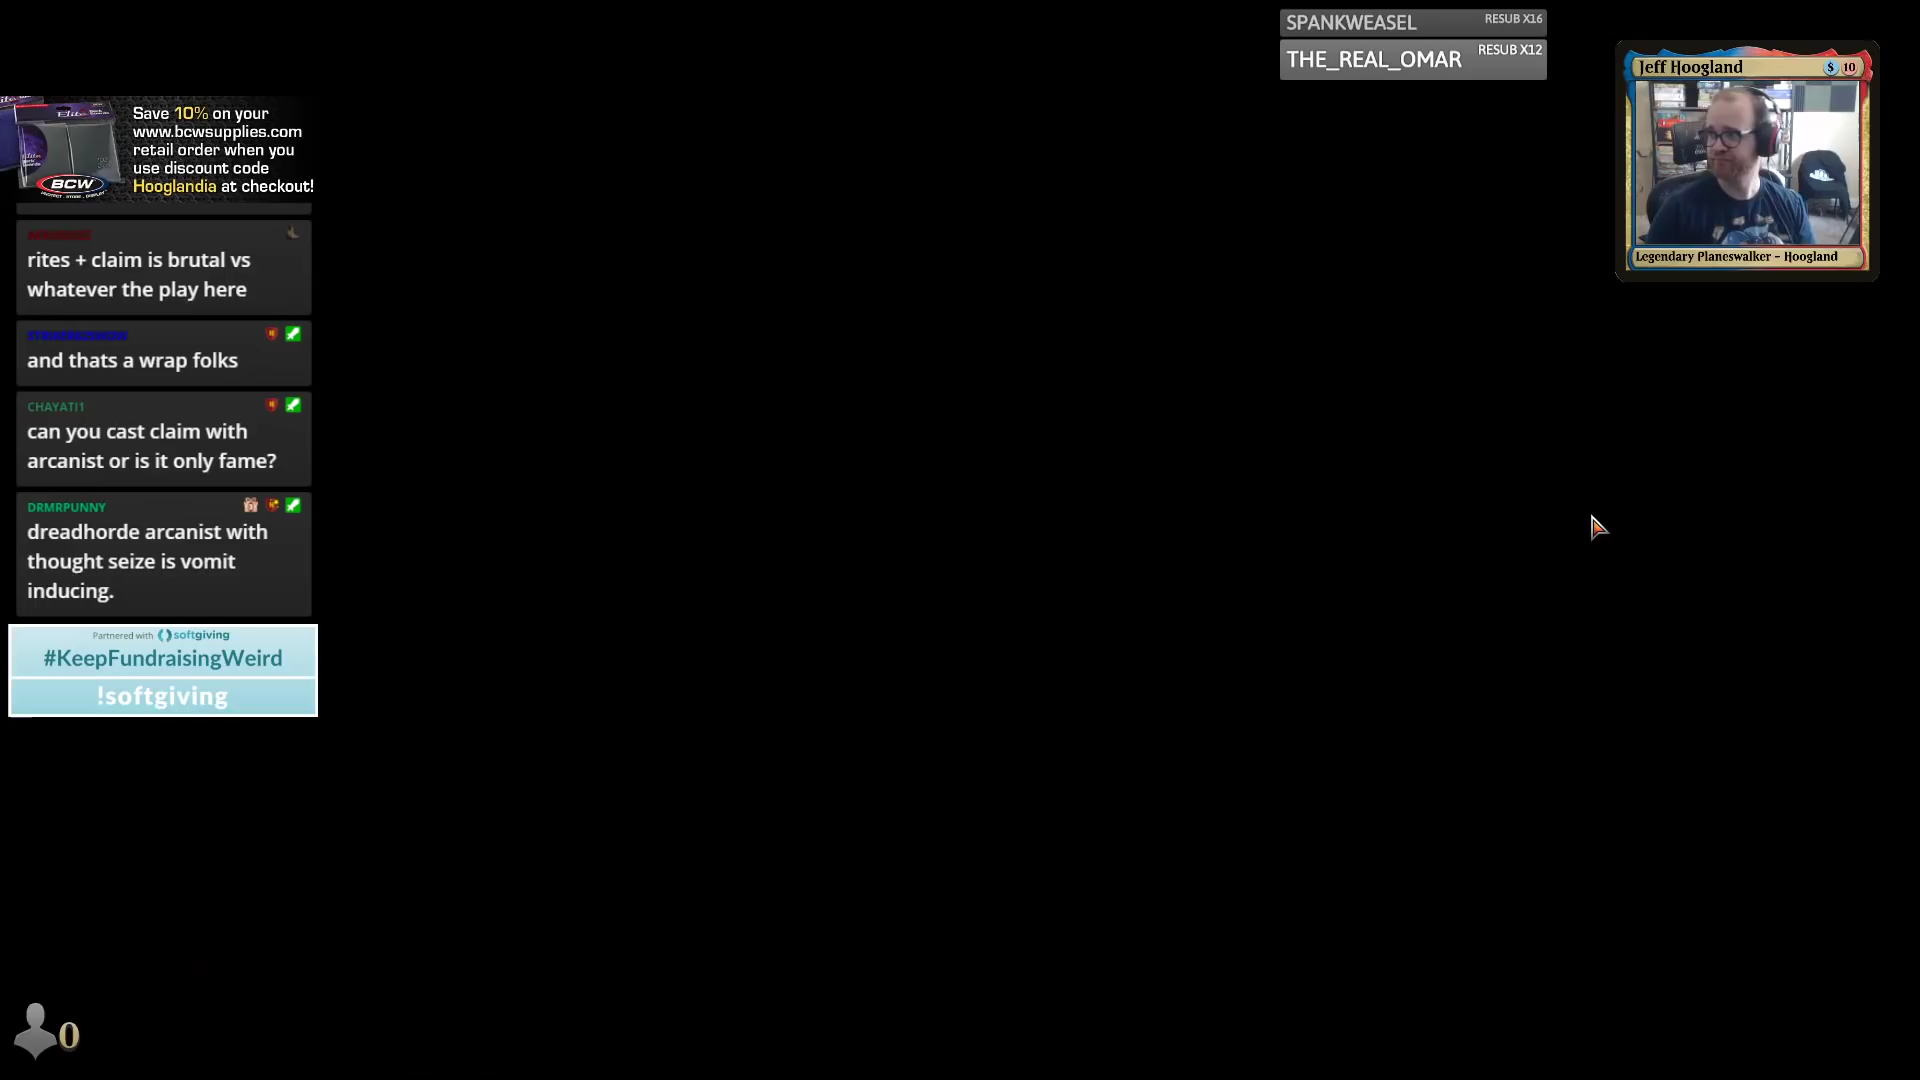 SPANKWEASEL RESUB X16
THE_REAL_OMAR RESUB X12
Jeff Hoogland $ 10
Legendary Planeswalker – Hoogland
Elite
Save 10% on your
www.bcwsupplies.com
retail order when you
use discount code
Hooglandia at checkout!
BCW
rites + claim is brutal vs
whatever the play here
and thats a wrap folks
CHAYATI1
can you cast claim with
arcanist or is it only fame?
DRMRPUNNY
dreadhorde arcanist with
thought seize is vomit
inducing.
Partnered with softgiving
#KeepFundraisingWeird
!softgiving
0